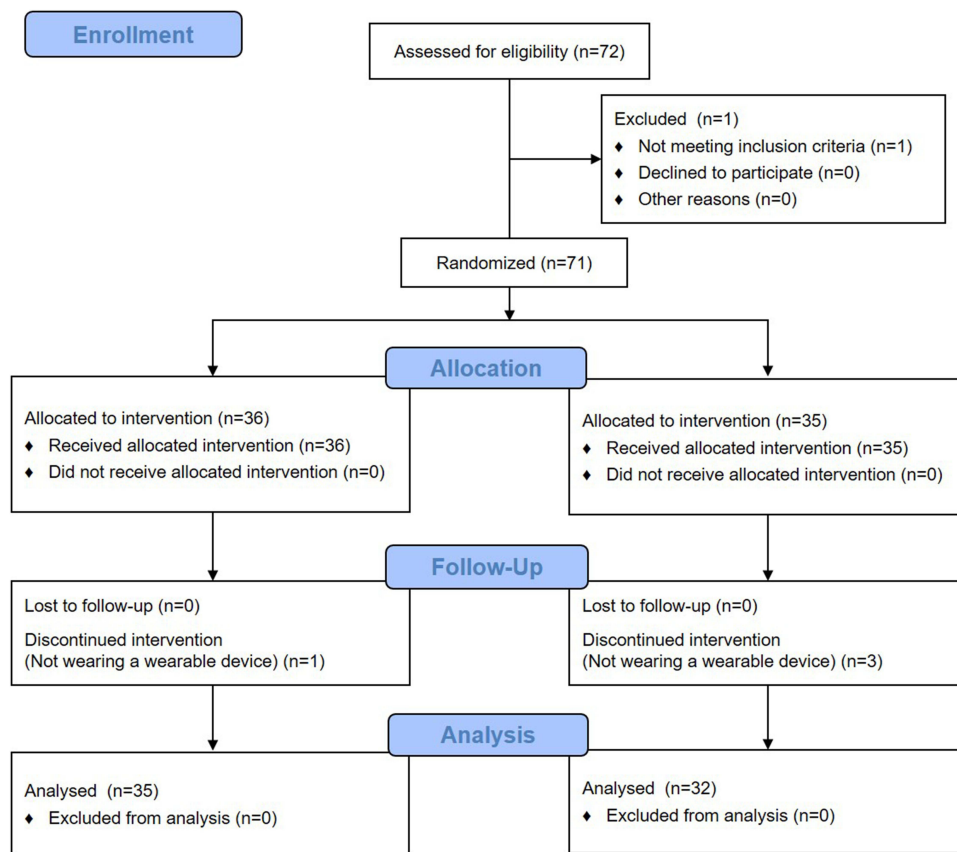 Enrollment
Assessed for eligibility (n=72)
Excluded (n=1)
♦ Not meeting inclusion criteria (n=1)
♦ Declined to participate (n=0)
♦ Other reasons (n=0)
Randomized (n=71)
Allocation
Allocated to intervention (n=36)
♦ Received allocated intervention (n=36)
♦ Did not receive allocated intervention (n=0)
Allocated to intervention (n=35)
♦ Received allocated intervention (n=35)
♦ Did not receive allocated intervention (n=0)
Follow-Up
Lost to follow-up (n=0)
Discontinued intervention
(Not wearing a wearable device) (n=1)
Lost to follow-up (n=0)
Discontinued intervention
(Not wearing a wearable device) (n=3)
Analysis
Analysed (n=35)
♦ Excluded from analysis (n=0)
Analysed (n=32)
♦ Excluded from analysis (n=0)